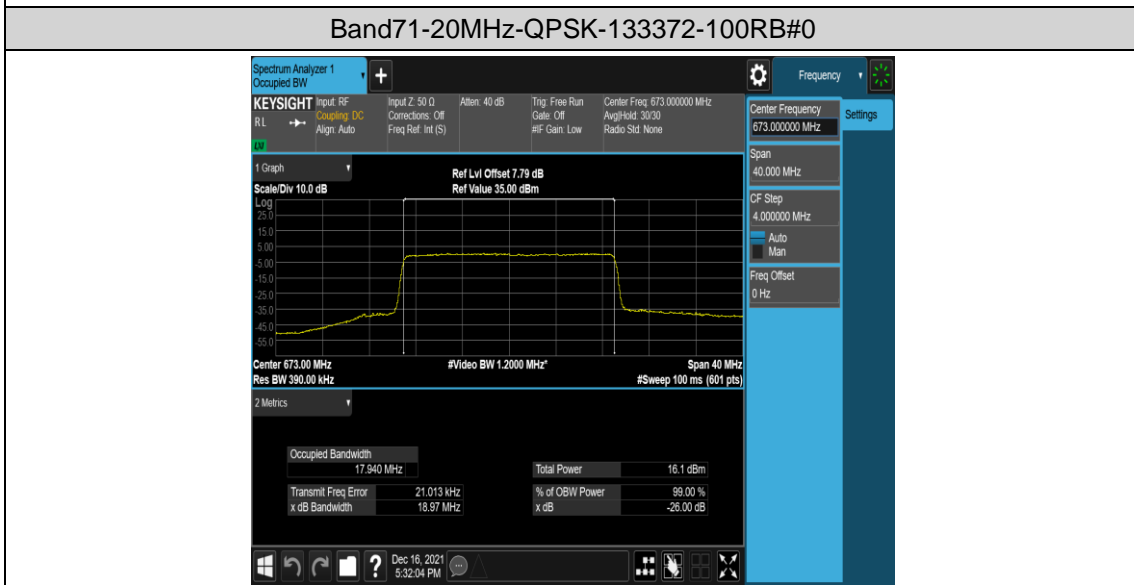 Band71-20MHz-QPSK-133372-100RB#0
Spectrum Analyzer 1
Occupied BW
+
Frequency
KEYSIGHT Input: RF
RL
Coupling: DC
Align: Auto
Input Z: 50 Ω
Corrections: Off
Freq Ref: Int (S)
Atten: 40 dB
Trig: Free Run
Gate: Off
#IF Gain: Low
Center Freq: 673.000000 MHz
Avg|Hold: 30/30
Radio Std: None
Center Frequency
673.000000 MHz
Settings
Span
40.000 MHz
CF Step
4.000000 MHz
Auto
Man
Freq Offset
0 Hz
1 Graph
Ref Lvl Offset 7.79 dB
Scale/Div 10.0 dB
Ref Value 35.00 dBm
Log
25.0
15.0
5.00
-5.00
-15.0
-25.0
-35.0
-45.0
-55.0
Center 673.00 MHz
#Video BW 1.2000 MHz*
Span 40 MHz
Res BW 390.00 kHz
#Sweep 100 ms (601 pts)
2 Metrics
Occupied Bandwidth
17.940 MHz
Total Power 16.1 dBm
Transmit Freq Error 21.013 kHz
% of OBW Power 99.00 %
x dB Bandwidth 18.97 MHz
x dB -26.00 dB
?
Dec 16, 2021
5:32:04 PM